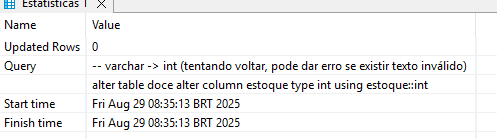 Estatísticas 1
Name Value
Updated Rows 0
Query -- varchar -> int (tentando voltar, pode dar erro se existir texto inválido)
alter table doce alter column estoque type int using estoque::int
Start time Fri Aug 29 08:35:13 BRT 2025
Finish time Fri Aug 29 08:35:13 BRT 2025